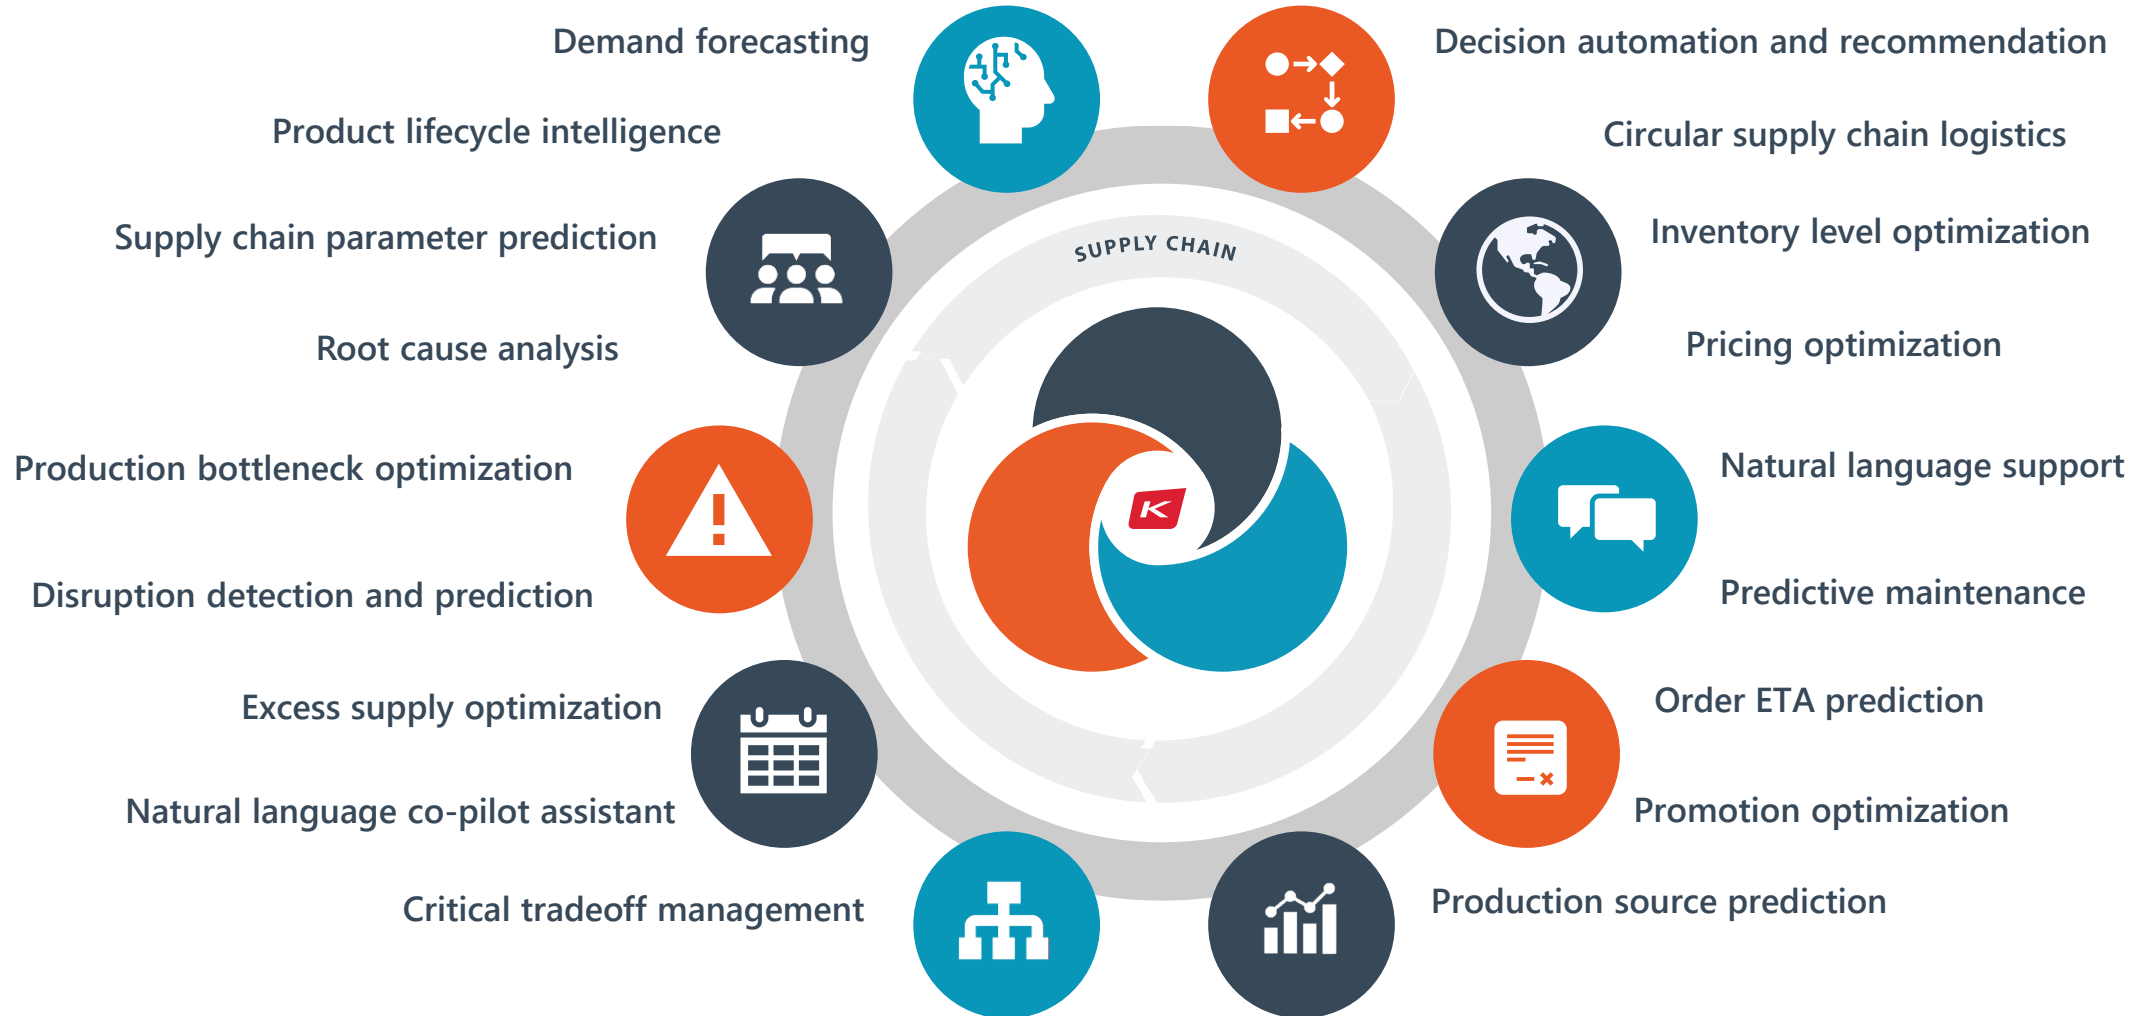 Demand forecasting
Product lifecycle intelligence
Supply chain parameter prediction
Root cause analysis
Production bottleneck optimization
Disruption detection and prediction
Excess supply optimization
Natural language co-pilot assistant
Critical tradeoff management
SUPPLY CHAIN
K
Decision automation and recommendation
Circular supply chain logistics
Inventory level optimization
Pricing optimization
Natural language support
Predictive maintenance
Order ETA prediction
Promotion optimization
Production source prediction